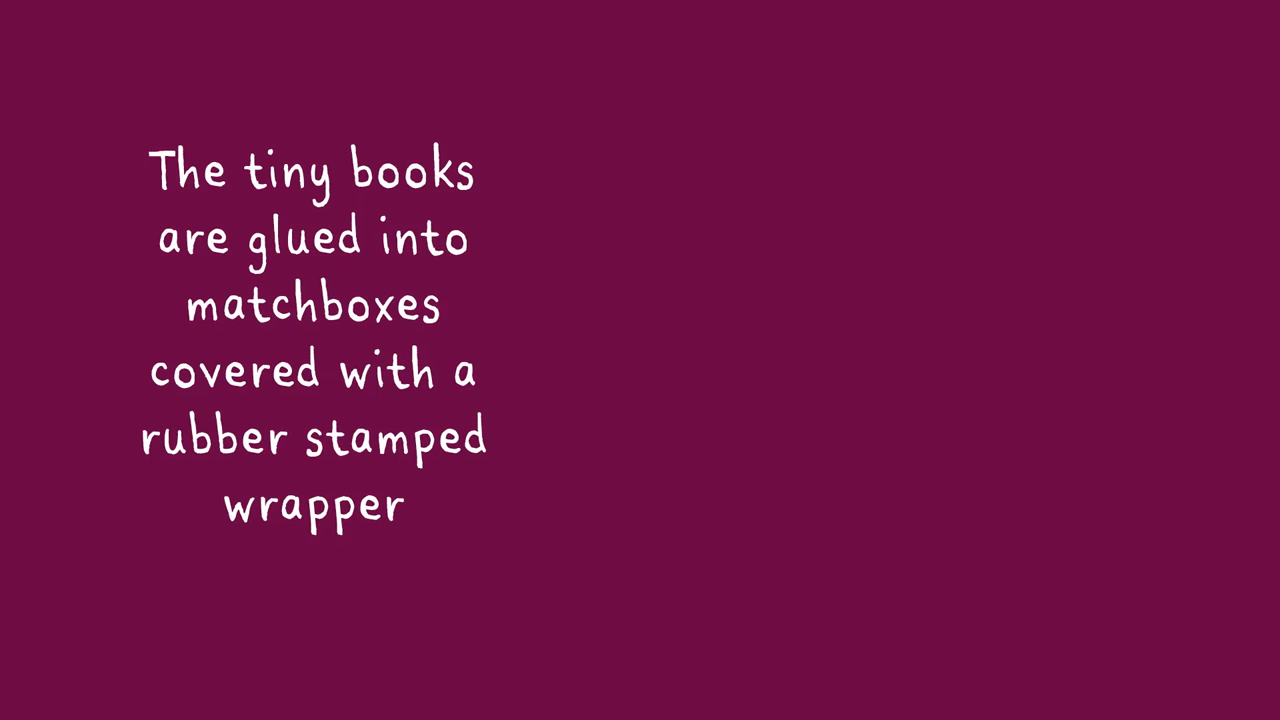 The tiny books
are glued into
matchboxes
covered with a
rubber stamped
wrapper